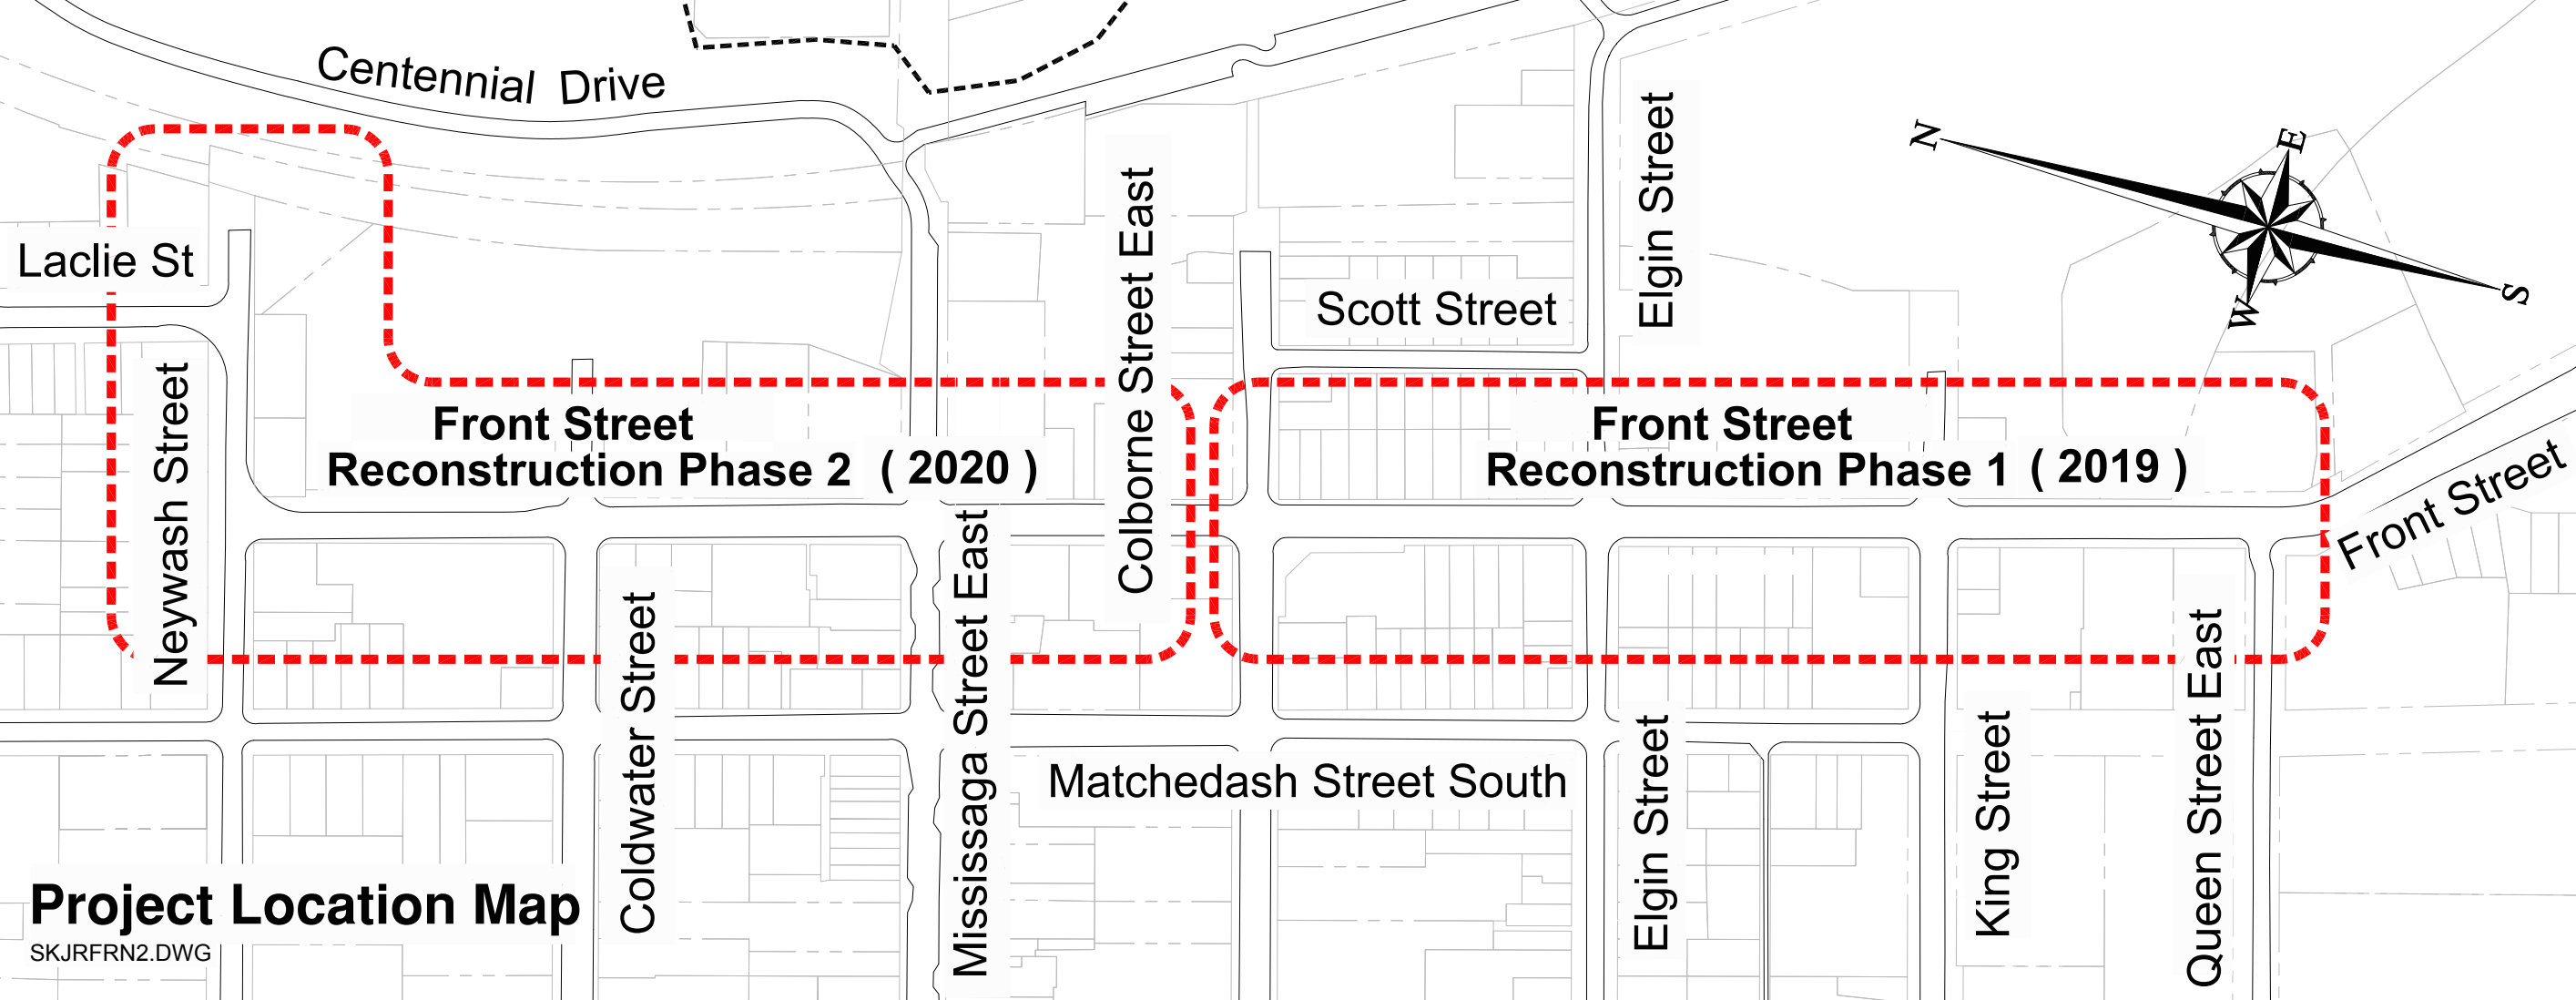 Centennial Drive
Laclie St
Neywash Street
Front Street
Reconstruction Phase 2 ( 2020 )
Colborne Street East
Scott Street
Elgin Street
N
E
S
W
Front Street
Reconstruction Phase 1 ( 2019 )
Front Street
Coldwater Street
Mississaga Street East
Matchedash Street South
Elgin Street
King Street
Queen Street East
Project Location Map
SKJRFRN2.DWG